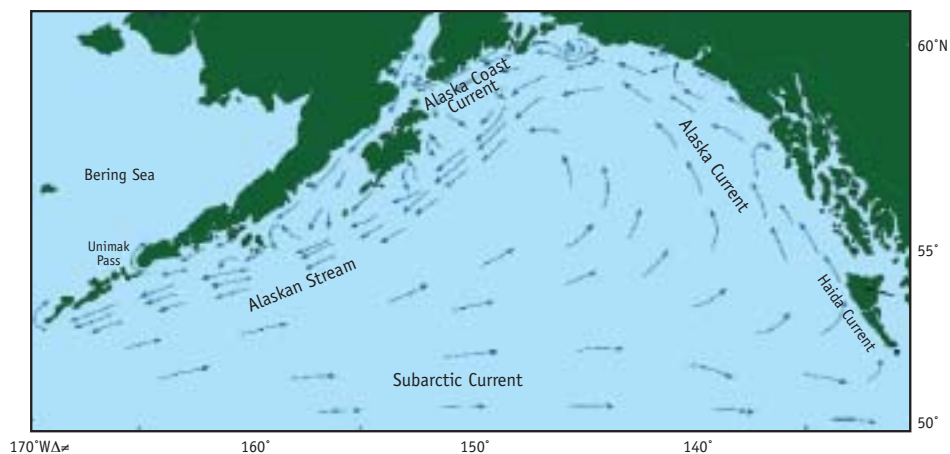 60˚N
Alaska Coast
Current
Alaska Current
Bering Sea
Unimak
Pass
55˚
Alaskan Stream
Haida Current
Subarctic Current
50˚
170˚WΔ≠
160˚
150˚
140˚